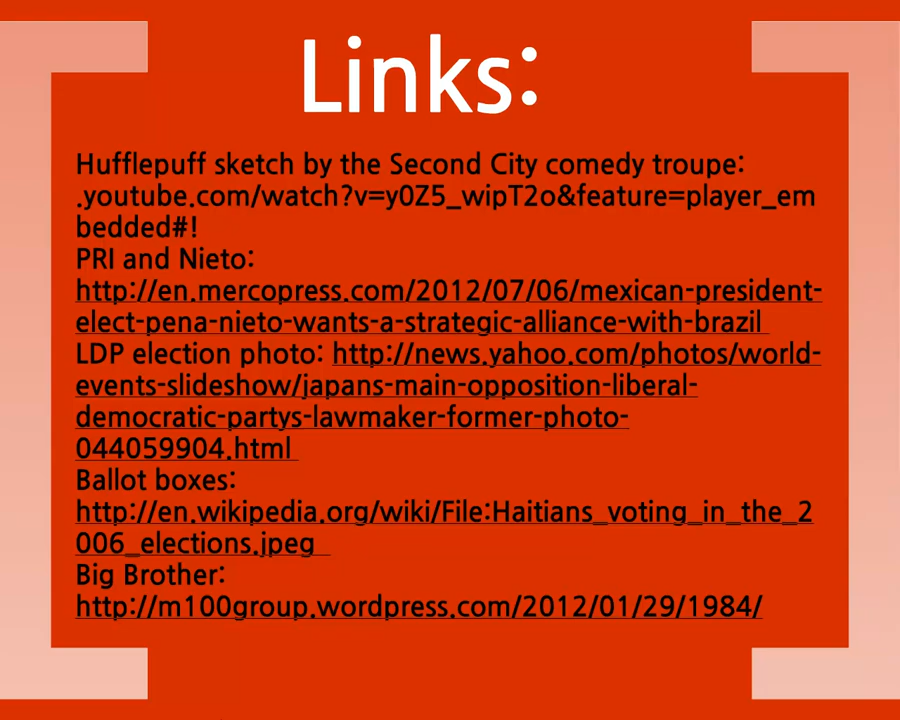 Links:
Hufflepuff sketch by the Second City comedy troupe:
.youtube.com/watch?v=y0Z5_wipT2o&feature=player_em
bedded#!
PRI and Nieto:
http://en.mercopress.com/2012/07/06/mexican-president-
elect-pena-nieto-wants-a-strategic-alliance-with-brazil
LDP election photo: http://news.yahoo.com/photos/world-
events-slideshow/japans-main-opposition-liberal-
democratic-partys-lawmaker-former-photo-
044059904.html
Ballot boxes:
http://en.wikipedia.org/wiki/File:Haitians_voting_in_the_2
006_elections.jpeg
Big Brother:
http://m100group.wordpress.com/2012/01/29/1984/